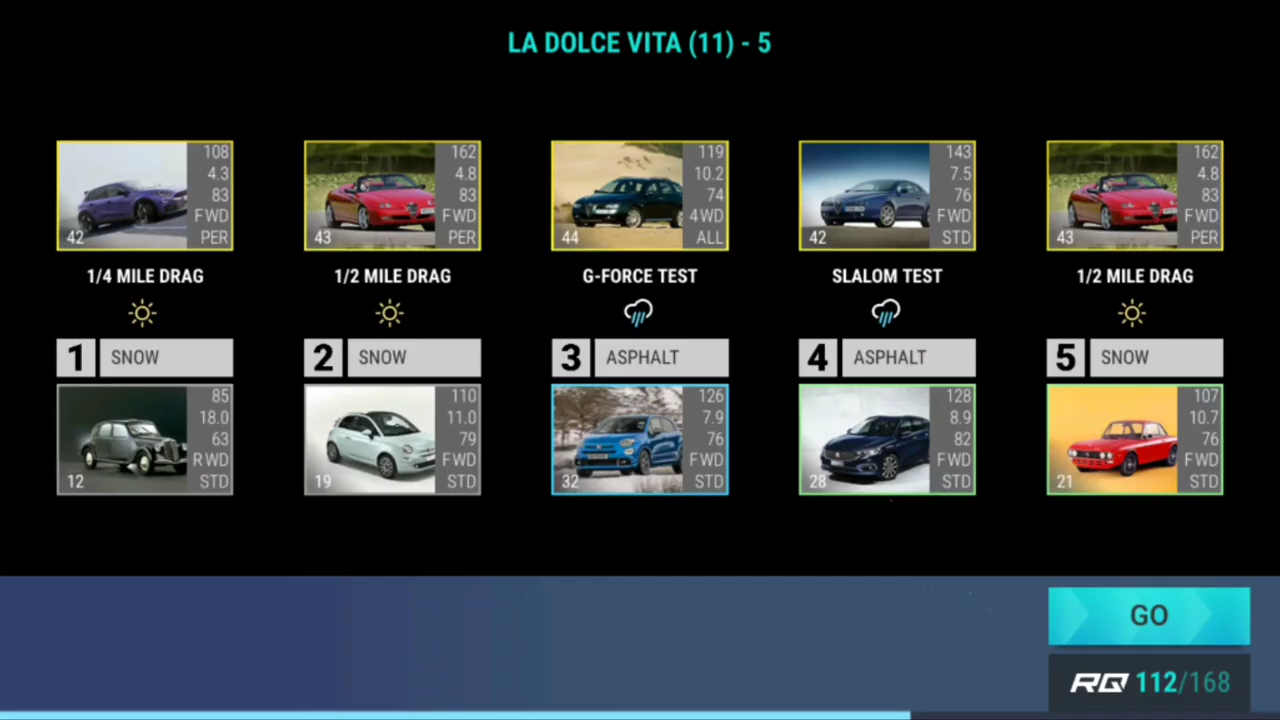 LA DOLCE VITA (11) - 5
108
4.3
83
FWD
PER
42
162
4.8
83
FWD
PER
43
119
10.2
74
4WD
ALL
44
143
7.5
76
FWD
STD
42
162
4.8
83
FWD
PER
43
1/4 MILE DRAG
1/2 MILE DRAG
G-FORCE TEST
SLALOM TEST
1/2 MILE DRAG
1 SNOW
2 SNOW
3 ASPHALT
4 ASPHALT
5 SNOW
85
18.0
63
RWD
STD
12
110
11.0
79
FWD
STD
19
126
7.9
76
FWD
STD
32
128
8.9
82
FWD
STD
28
107
10.7
76
FWD
STD
21
GO
RQ 112/168